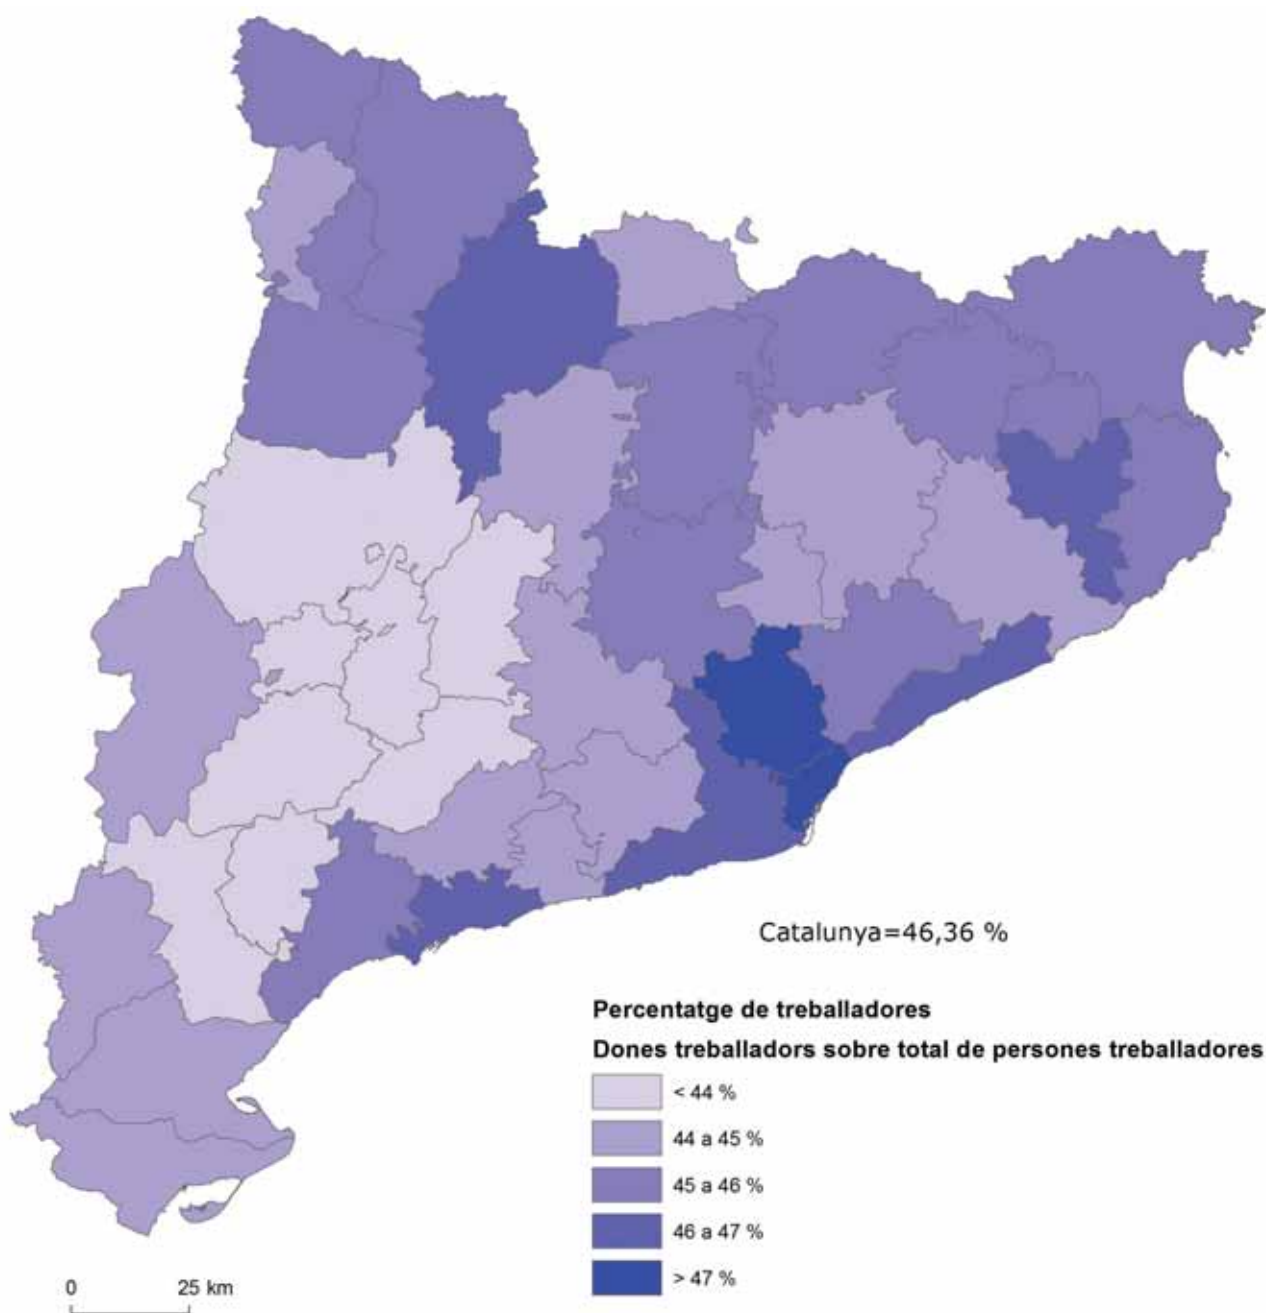 Catalunya=46,36 %
Percentatge de treballadores
Dones treballadors sobre total de persones treballadores
< 44 %
44 a 45 %
45 a 46 %
46 a 47 %
> 47 %
0 25 km